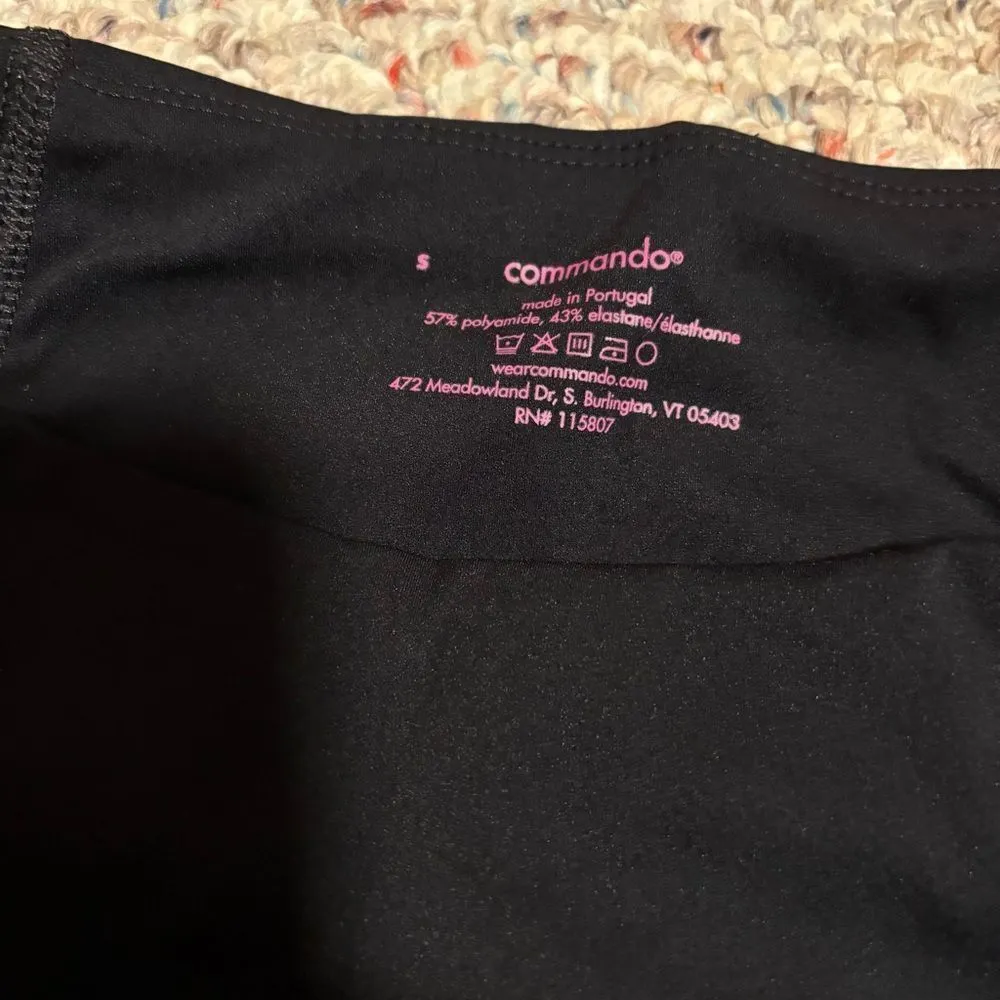 S commando®
made in Portugal
57% polyamide, 43% elastane/élasthanne
wearcommando.com
472 Meadowland Dr, S. Burlington, VT 05403
RN# 115807